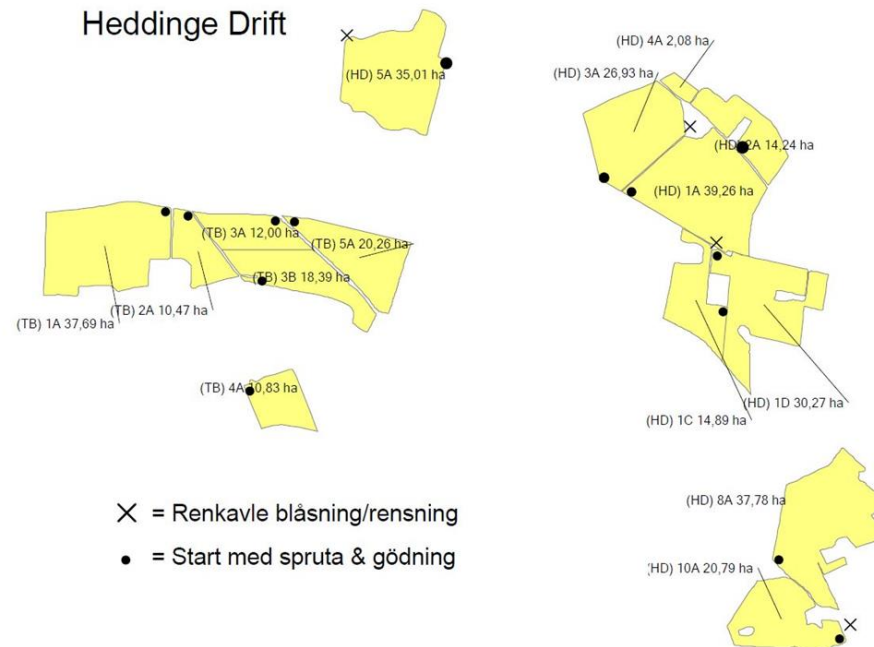 Heddinge Drift
(HD) 4A 2,08 ha
(HD) 3A 26,93 ha
(HD) 5A 35,01 ha
(HD) 2A 14,24 ha
(HD) 1A 39,26 ha
(TB) 3A 12,00 ha
(TB) 5A 20,26 ha
(TB) 3B 18,39 ha
(TB) 2A 10,47 ha
(TB) 1A 37,69 ha
(TB) 4A 10,83 ha
(HD) 1D 30,27 ha
(HD) 1C 14,89 ha
(HD) 8A 37,78 ha
(HD) 10A 20,79 ha
= Renkavle blåsning/rensning
= Start med spruta & gödning